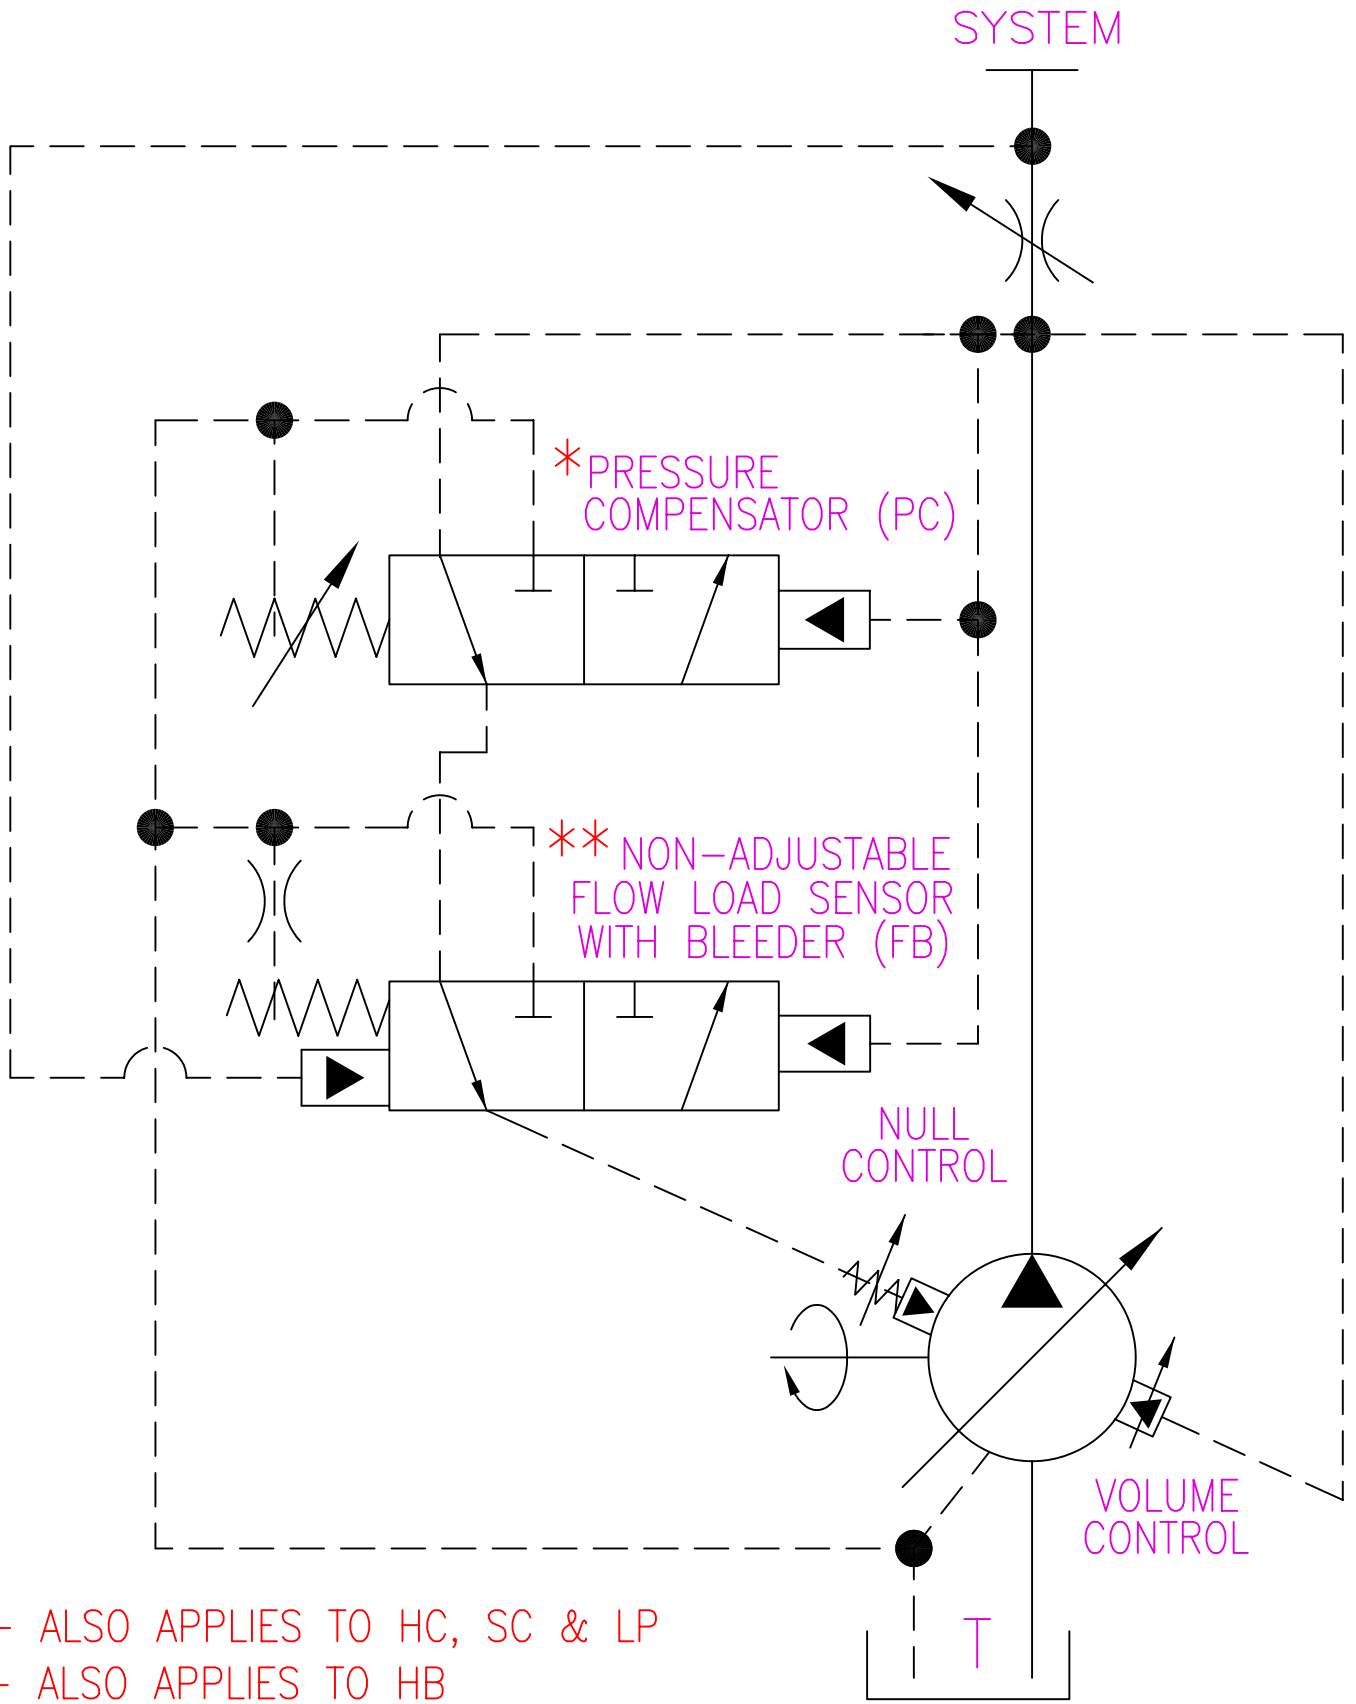 SYSTEM
*PRESSURE
COMPENSATOR (PC)
**NON-ADJUSTABLE
FLOW LOAD SENSOR
WITH BLEEDER (FB)
NULL
CONTROL
VOLUME
CONTROL
T
- ALSO APPLIES TO HC, SC & LP
- ALSO APPLIES TO HB